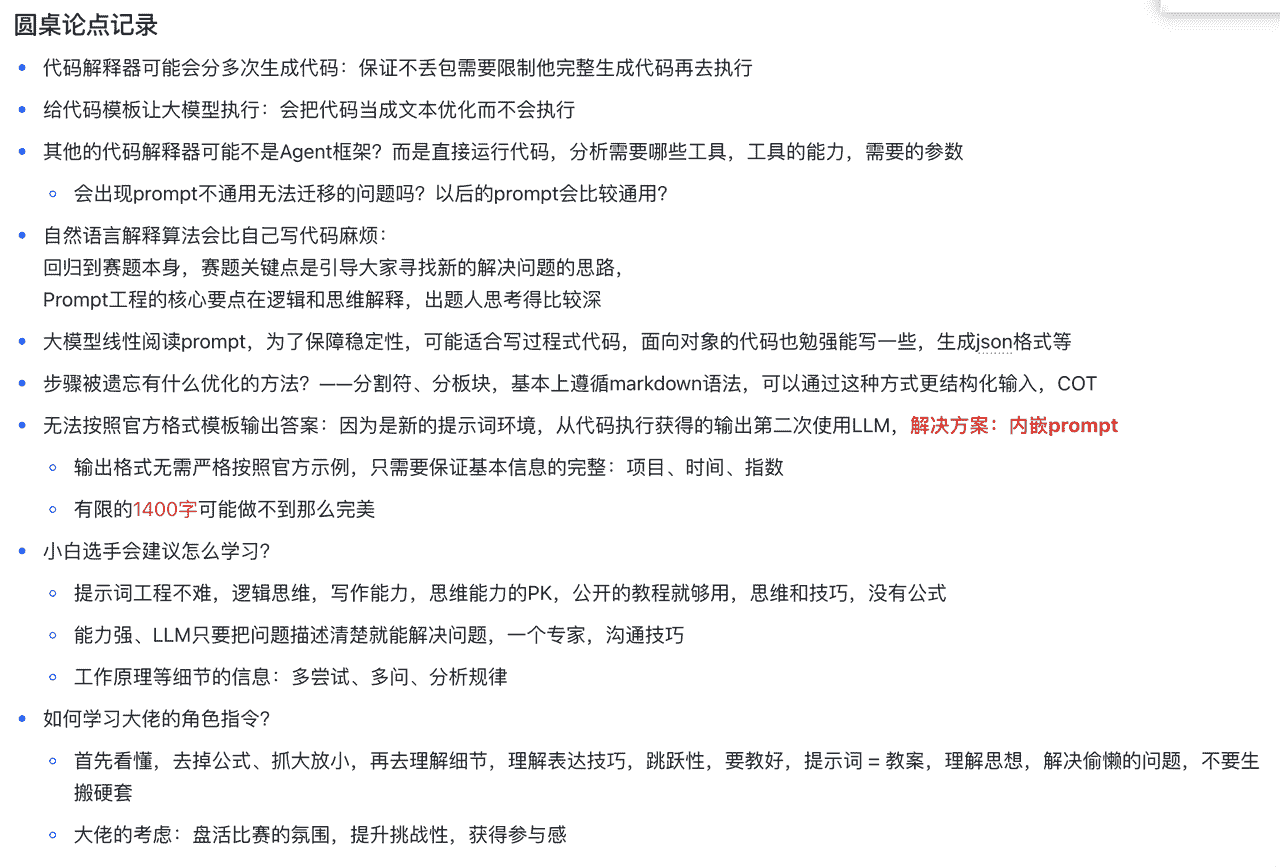 圆桌论点记录
代码解释器可能会分多次生成代码：保证不丢包需要限制他完整生成代码再去执行
给代码模板让大模型执行：会把代码当成文本优化而不会执行
其他的代码解释器可能不是Agent框架？而是直接运行代码，分析需要哪些工具，工具的能力，需要的参数
会出现prompt不通用无法迁移的问题吗？以后的prompt会比较通用？
自然语言解释算法会比自己写代码麻烦：
回归到赛题本身，赛题关键点是引导大家寻找新的解决问题的思路，
Prompt工程的核心要点在逻辑和思维解释，出题人思考得比较深
大模型线性阅读prompt，为了保障稳定性，可能适合写过程式代码，面向对象的代码也勉强能写一些，生成json格式等
步骤被遗忘有什么优化的方法？——分割符、分板块，基本上遵循markdown语法，可以通过这种方式更结构化输入，COT
无法按照官方格式模板输出答案：因为是新的提示词环境，从代码执行获得的输出第二次使用LLM，解决方案：内嵌prompt
输出格式无需严格按照官方示例，只需要保证基本信息的完整：项目、时间、指数
有限的1400字可能做不到那么完美
小白选手会建议怎么学习？
提示词工程不难，逻辑思维，写作能力，思维能力的PK，公开的教程就够用，思维和技巧，没有公式
能力强、LLM只要把问题描述清楚就能解决问题，一个专家，沟通技巧
工作原理等细节的信息：多尝试、多问、分析规律
如何学习大佬的角色指令？
首先看懂，去掉公式、抓大放小，再去理解细节，理解表达技巧，跳跃性，要教好，提示词 = 教案，理解思想，解决偷懒的问题，不要生
搬硬套
大佬的考虑：盘活比赛的氛围，提升挑战性，获得参与感